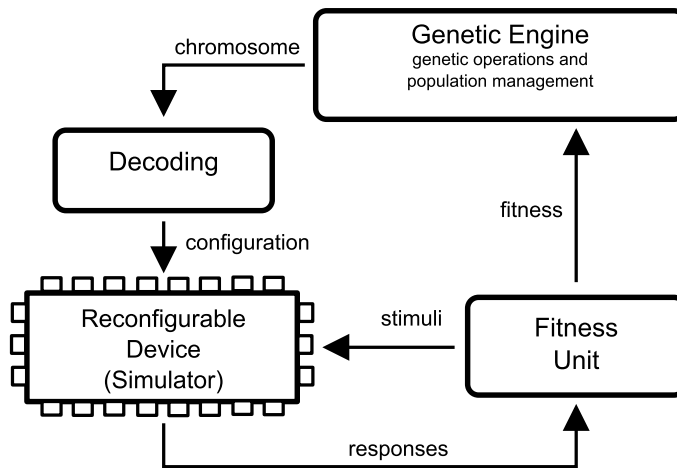 Genetic Engine
genetic operations and
population management
chromosome
Decoding
configuration
fitness
Reconfigurable
Device
(Simulator)
stimuli
Fitness
Unit
responses